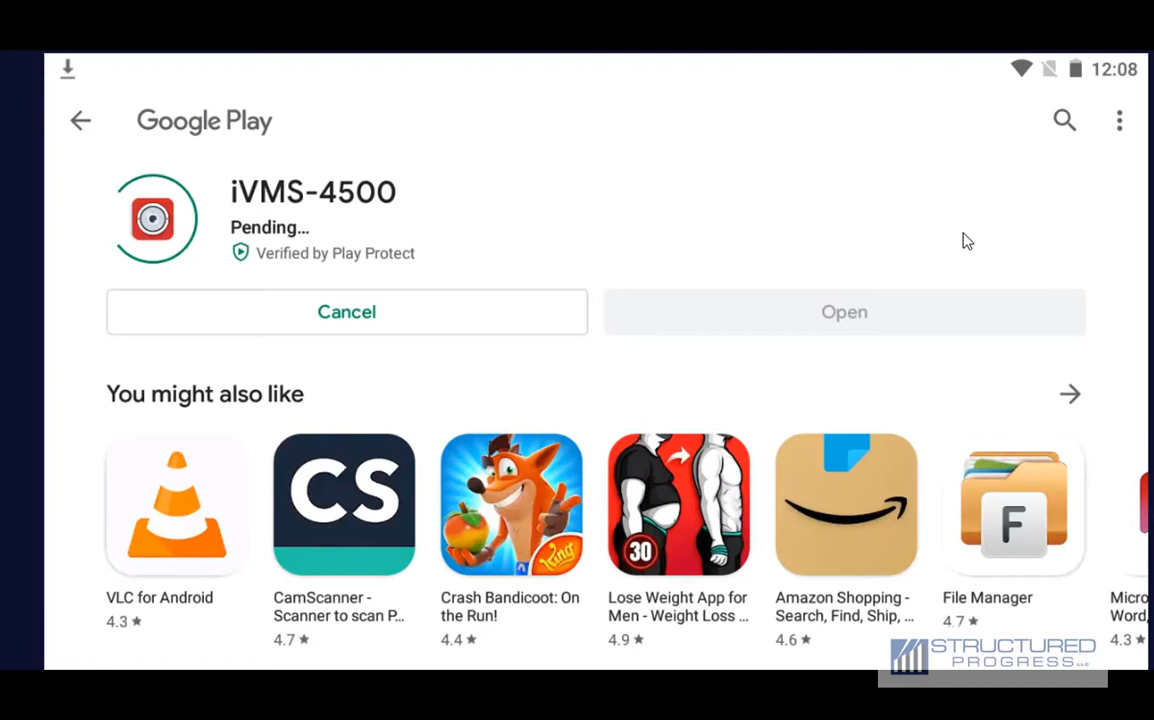 12:08
Google Play
iVMS-4500
Pending...
Verified by Play Protect
Cancel
Open
You might also like
CS
30
King
F
VLC for Android
4.3 ★
CamScanner -
Scanner to scan P...
4.7 ★
Crash Bandicoot: On
the Run!
4.4 ★
Lose Weight App for
Men - Weight Loss ...
4.9 ★
Amazon Shopping -
Search, Find, Ship, ...
4.6 ★
File Manager
4.7 ★
Micro
Word,
4.3 ★
STRUCTURED
PROGRESS LLC